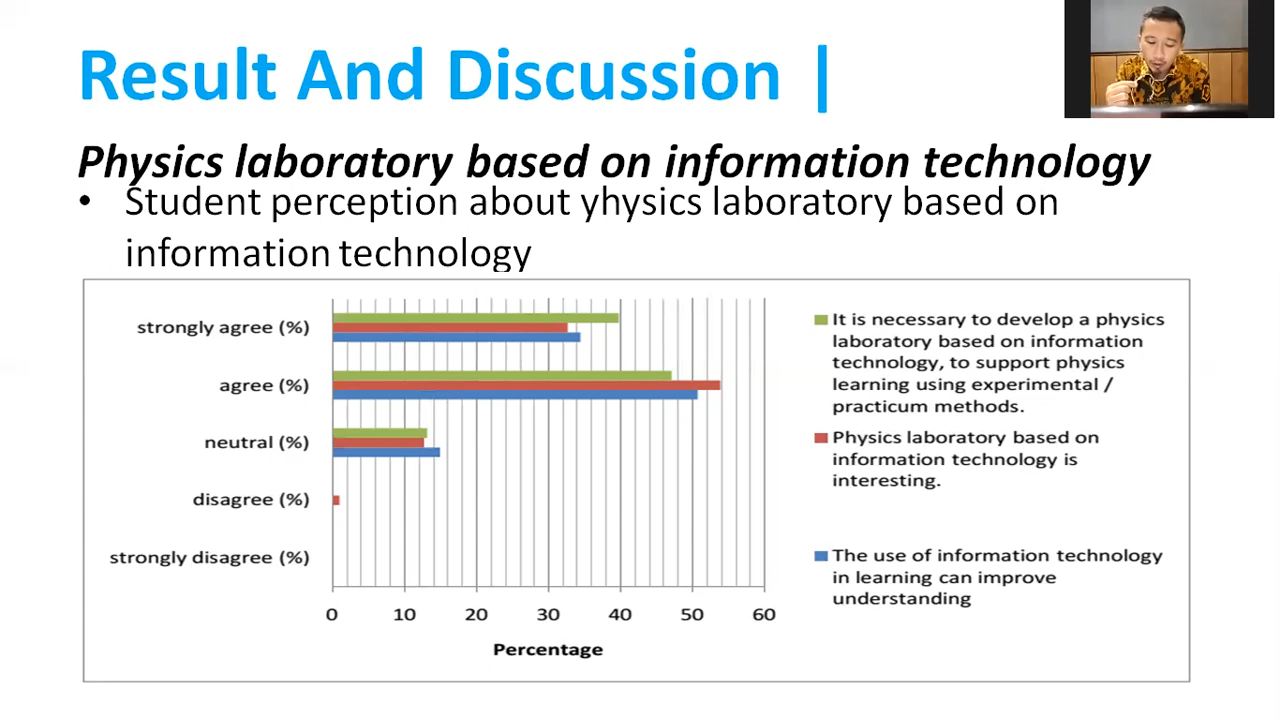 Result And Discussion |
Physics laboratory based on information technology
• Student perception about yhysics laboratory based on
information technology
strongly agree (%)
agree (%)
neutral (%)
disagree (%)
strongly disagree (%)
0 10 20 30 40 50 60
Percentage
It is necessary to develop a physics
laboratory based on information
technology, to support physics
learning using experimental /
practicum methods.
Physics laboratory based on
information technology is
interesting.
The use of information technology
in learning can improve
understanding